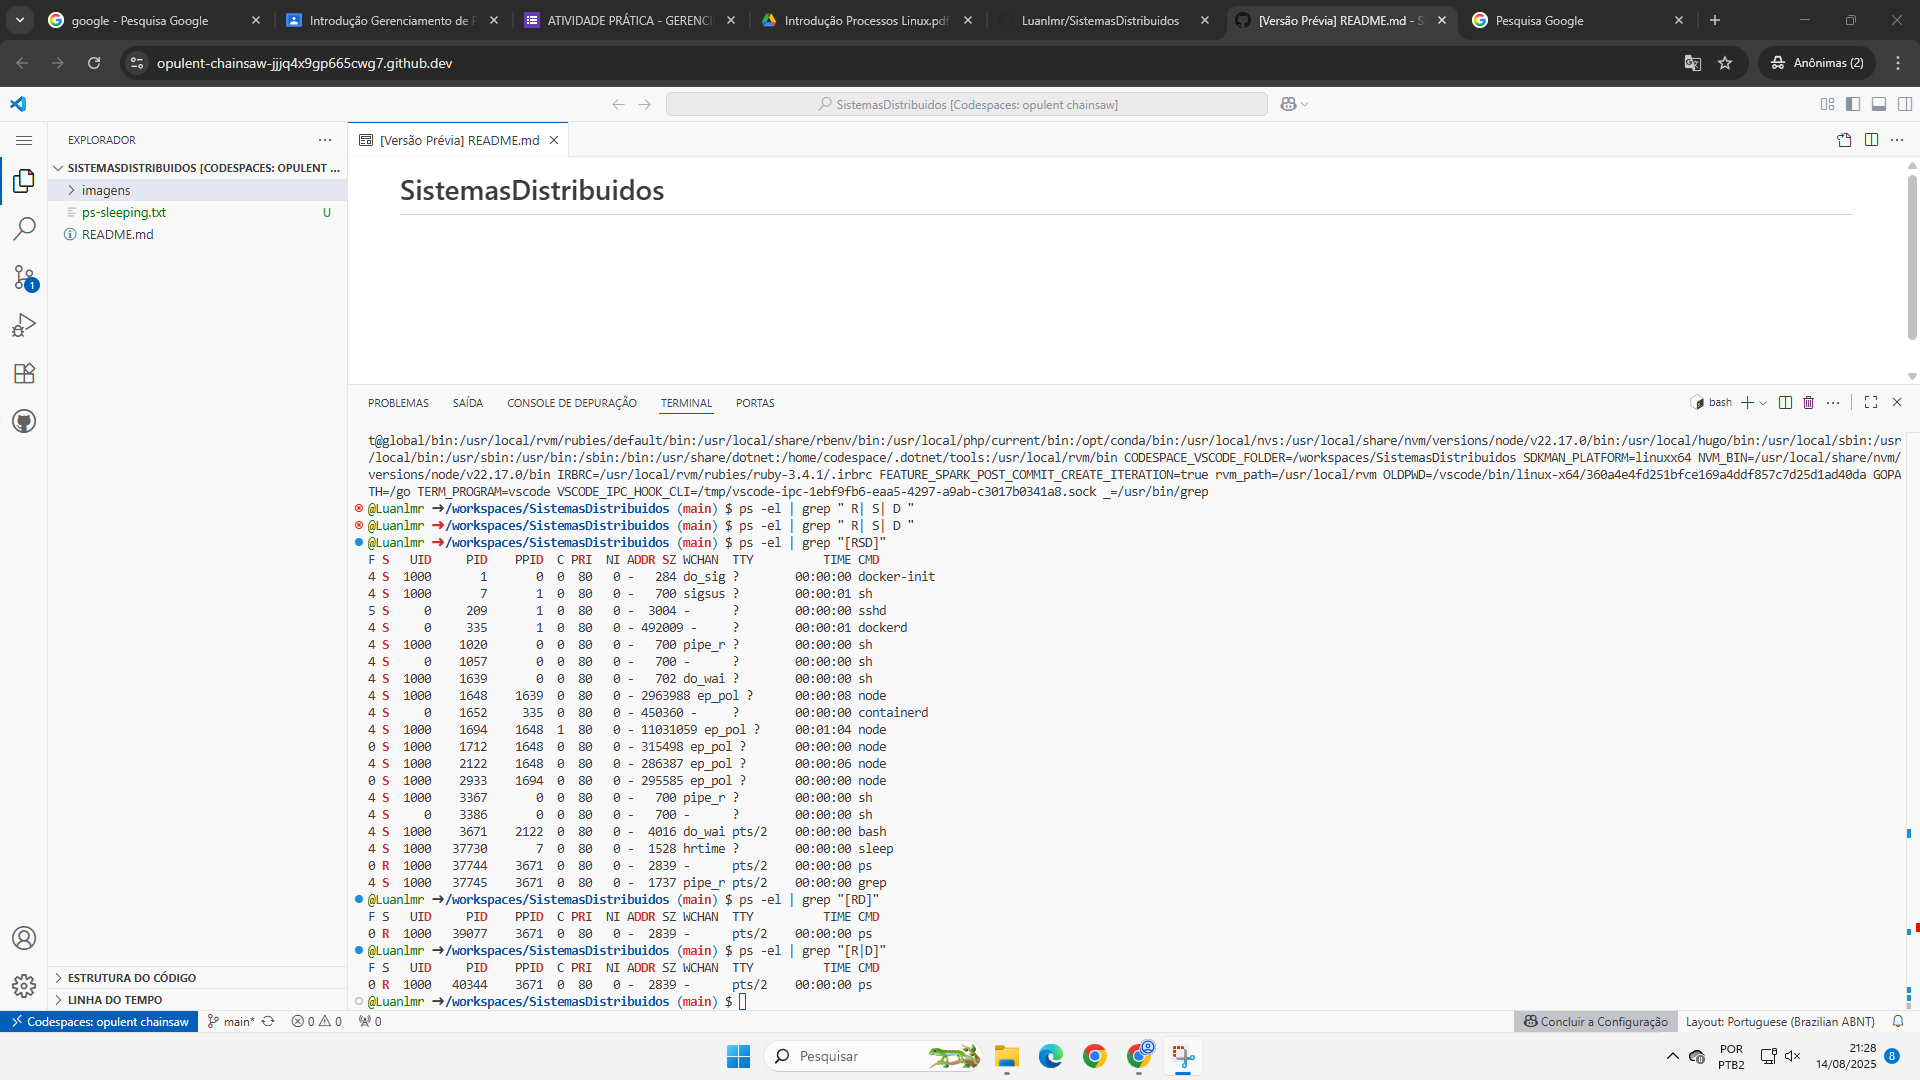 google - Pesquisa Google
Introdução Gerenciamento de P
ATIVIDADE PRÁTICA - GERENCI
Introdução Processos Linux.pdf
Luanlmr/SistemasDistribuidos
[Versão Prévia] README.md - S
Pesquisa Google
opulent-chainsaw-jjjq4x9gp665cwg7.github.dev
Anônimas (2)
SistemasDistribuidos [Codespaces: opulent chainsaw]
EXPLORADOR
SISTEMASDISTRIBUIDOS [CODESPACES: OPULENT ...
imagens
ps-sleeping.txt U
README.md
1
[Versão Prévia] README.md
SistemasDistribuidos
PROBLEMAS SAÍDA CONSOLE DE DEPURAÇÃO TERMINAL PORTAS
bash
t@global/bin:/usr/local/rvm/rubies/default/bin:/usr/local/share/rbenv/bin:/usr/local/php/current/bin:/opt/conda/bin:/usr/local/nvs:/usr/local/share/nvm/versions/node/v22.17.0/bin:/usr/local/hugo/bin:/usr/local/sbin:/usr
/local/bin:/usr/sbin:/usr/bin:/sbin:/bin:/usr/share/dotnet:/home/codespace/.dotnet/tools:/usr/local/rvm/bin CODESPACE_VSCODE_FOLDER=/workspaces/SistemasDistribuidos SDKMAN_PLATFORM=linuxx64 NVM_BIN=/usr/local/share/nvm/
versions/node/v22.17.0/bin IRBRC=/usr/local/rvm/rubies/ruby-3.4.1/.irbrc FEATURE_SPARK_POST_COMMIT_CREATE_ITERATION=true rvm_path=/usr/local/rvm OLDPWD=/vscode/bin/linux-x64/360a4e4fd251bfce169a4ddf857c7d25d1ad40da GOPA
TH=/go TERM_PROGRAM=vscode VSCODE_IPC_HOOK_CLI=/tmp/vscode-ipc-1ebf9fb6-eaa5-4297-a9ab-c3017b0341a8.sock _=/usr/bin/grep
@Luanlmr ➜/workspaces/SistemasDistribuidos (main) $ ps -el | grep " R| S| D "
@Luanlmr ➜/workspaces/SistemasDistribuidos (main) $ ps -el | grep " R| S| D "
@Luanlmr ➜/workspaces/SistemasDistribuidos (main) $ ps -el | grep "[RSD]"
F S UID PID PPID C PRI NI ADDR SZ WCHAN TTY TIME CMD
4 S 1000 1 0 0 80 0 - 284 do_sig ? 00:00:00 docker-init
4 S 1000 7 1 0 80 0 - 700 sigsus ? 00:00:01 sh
5 S 0 209 1 0 80 0 - 3004 - ? 00:00:00 sshd
4 S 0 335 1 0 80 0 - 492009 - ? 00:00:01 dockerd
4 S 1000 1020 0 0 80 0 - 700 pipe_r ? 00:00:00 sh
4 S 0 1057 0 0 80 0 - 700 - ? 00:00:00 sh
4 S 1000 1639 0 0 80 0 - 702 do_wai ? 00:00:00 sh
4 S 1000 1648 1639 0 80 0 - 2963988 ep_pol ? 00:00:08 node
4 S 0 1652 335 0 80 0 - 450360 - ? 00:00:00 containerd
4 S 1000 1694 1648 1 80 0 - 11031059 ep_pol ? 00:01:04 node
0 S 1000 1712 1648 0 80 0 - 315498 ep_pol ? 00:00:00 node
4 S 1000 2122 1648 0 80 0 - 286387 ep_pol ? 00:00:06 node
0 S 1000 2933 1694 0 80 0 - 295585 ep_pol ? 00:00:00 node
4 S 1000 3367 0 0 80 0 - 700 pipe_r ? 00:00:00 sh
4 S 0 3386 0 0 80 0 - 700 - ? 00:00:00 sh
4 S 1000 3671 2122 0 80 0 - 4016 do_wai pts/2 00:00:00 bash
4 S 1000 37730 7 0 80 0 - 1528 hrtime ? 00:00:00 sleep
0 R 1000 37744 3671 0 80 0 - 2839 - pts/2 00:00:00 ps
4 S 1000 37745 3671 0 80 0 - 1737 pipe_r pts/2 00:00:00 grep
@Luanlmr ➜/workspaces/SistemasDistribuidos (main) $ ps -el | grep "[RD]"
F S UID PID PPID C PRI NI ADDR SZ WCHAN TTY TIME CMD
0 R 1000 39077 3671 0 80 0 - 2839 - pts/2 00:00:00 ps
@Luanlmr ➜/workspaces/SistemasDistribuidos (main) $ ps -el | grep "[R|D]"
F S UID PID PPID C PRI NI ADDR SZ WCHAN TTY TIME CMD
0 R 1000 40344 3671 0 80 0 - 2839 - pts/2 00:00:00 ps
@Luanlmr ➜/workspaces/SistemasDistribuidos (main) $
ESTRUTURA DO CÓDIGO
LINHA DO TEMPO
Codespaces: opulent chainsaw main* 0 0 0 Concluir a Configuração Layout: Portuguese (Brazilian ABNT)
Pesquisar
POR
PTB2
21:28
14/08/2025
8